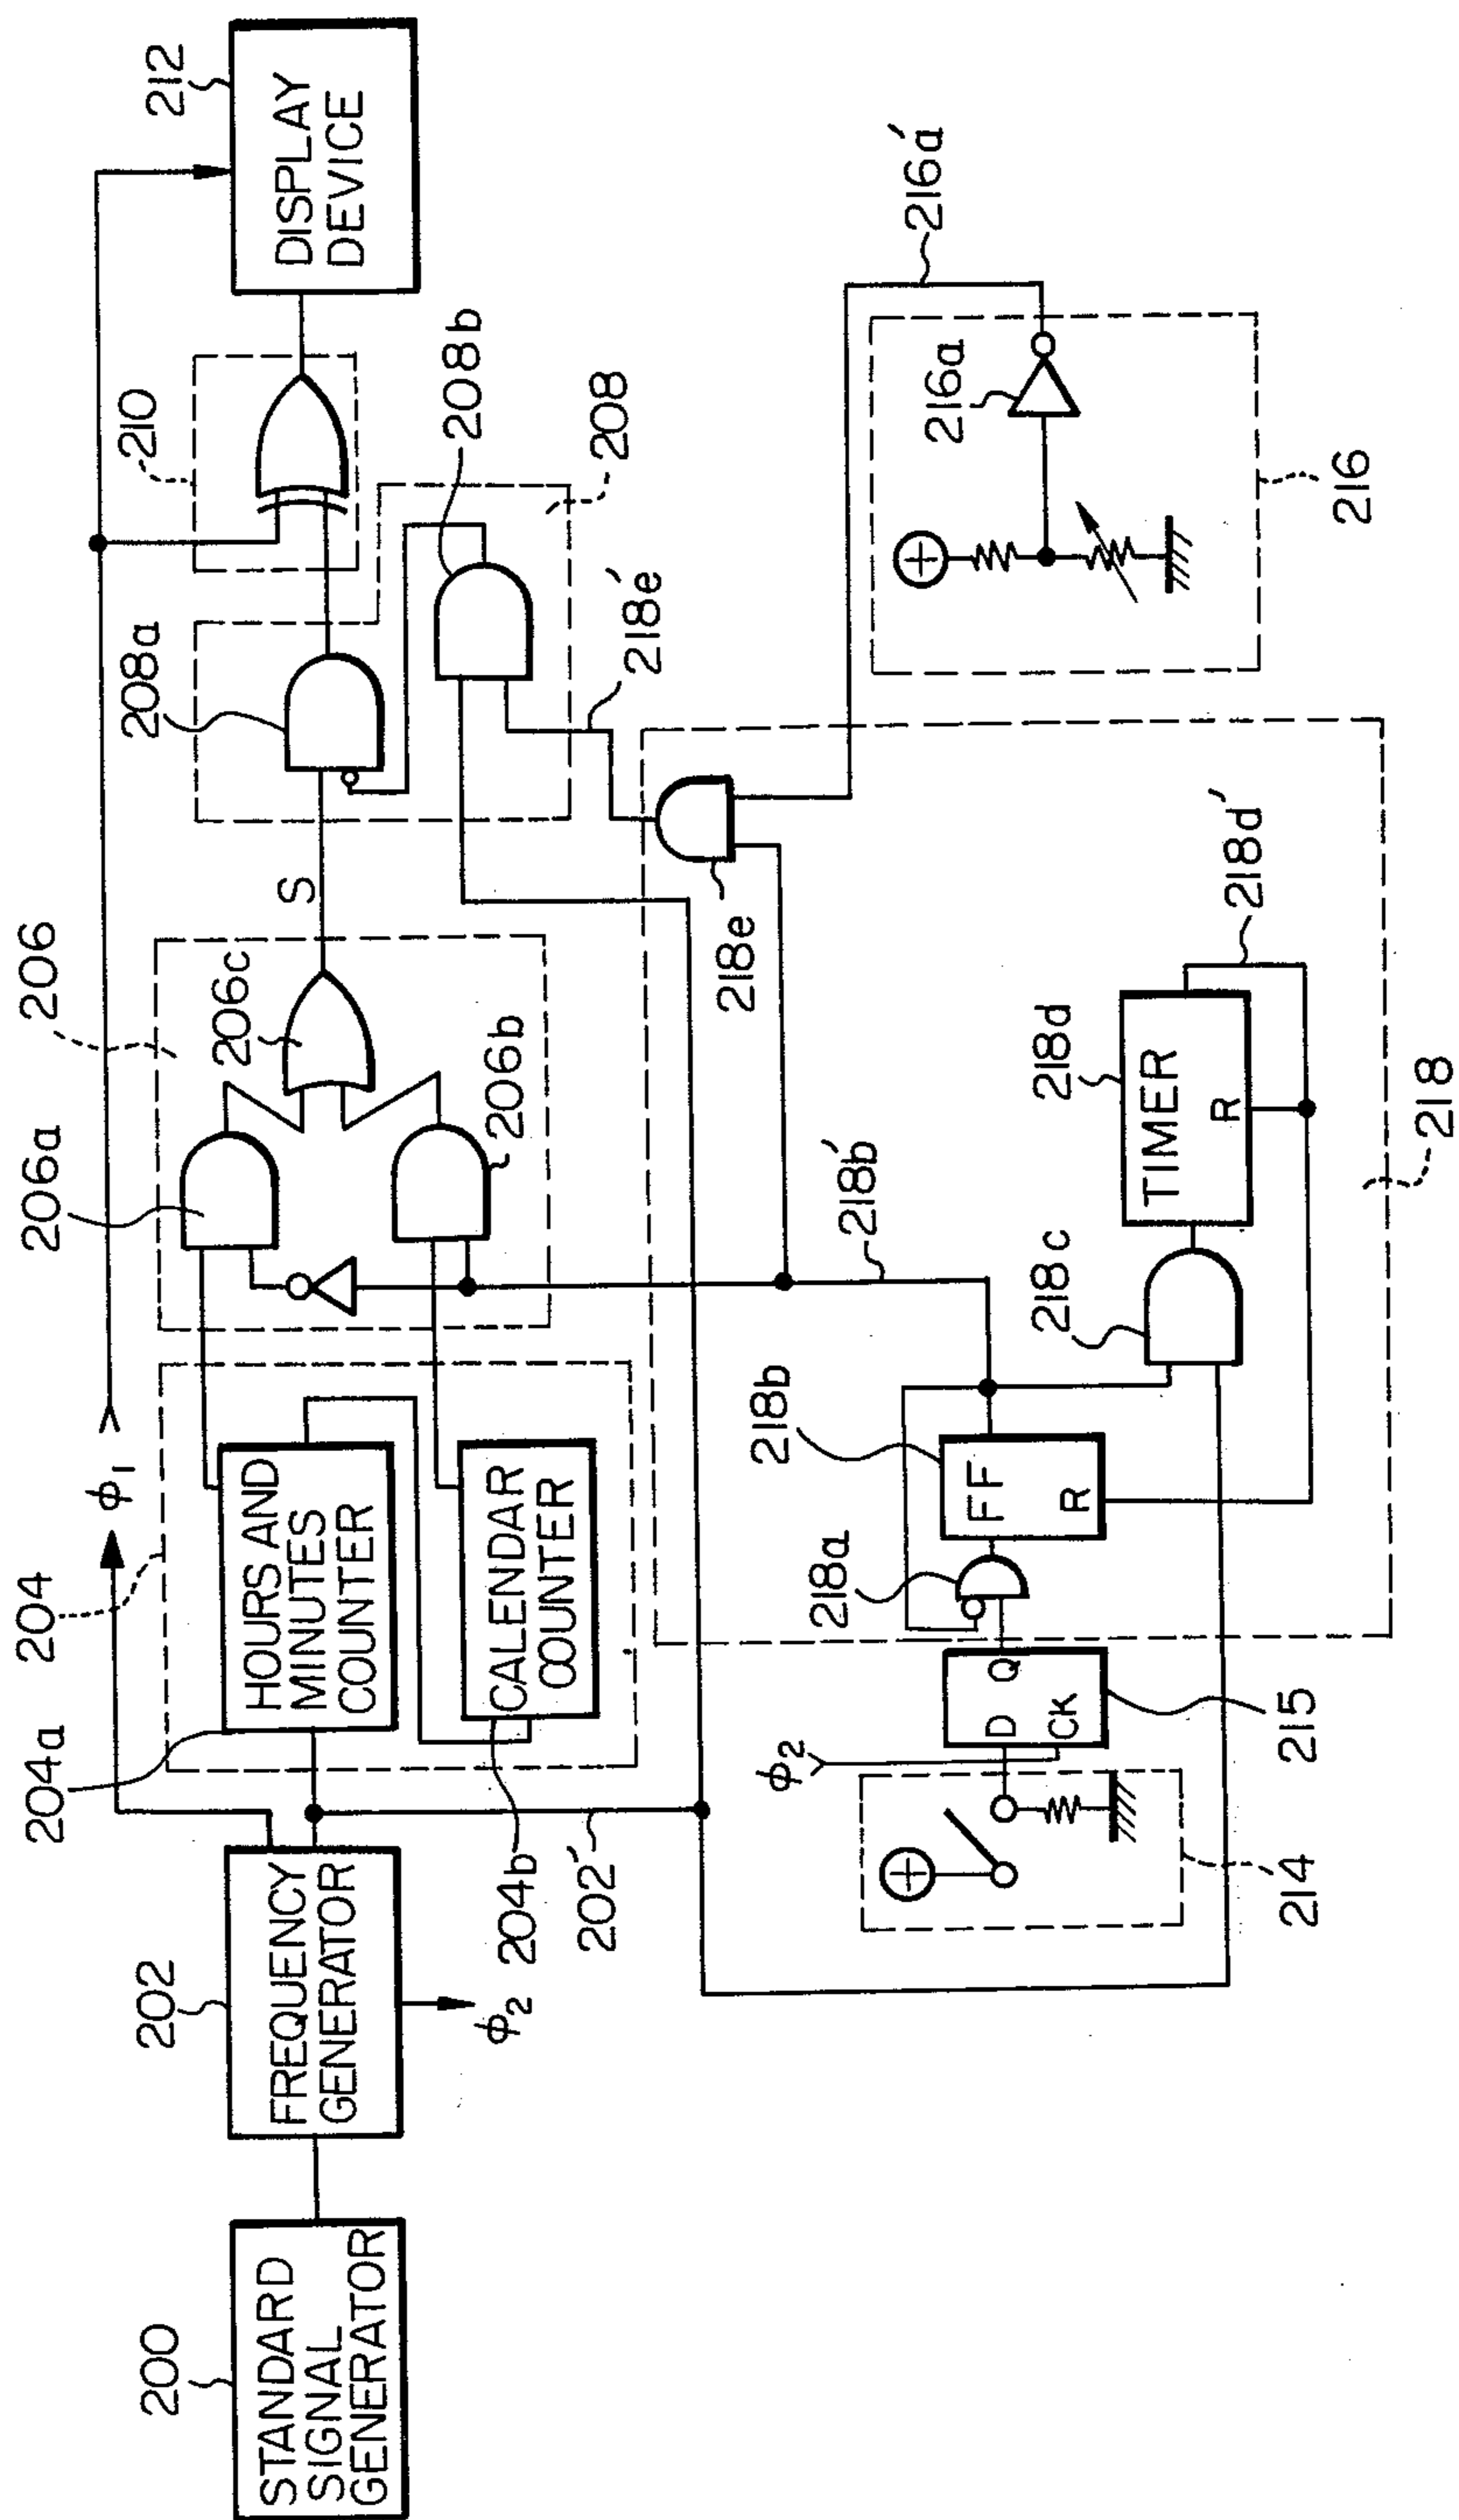 200
STANDARD
SIGNAL
GENERATOR
202
FREQUENCY
GENERATOR
ϕ2
202'
ϕ1
204
204a
HOURS AND
MINUTES
COUNTER
204b
CALENDAR
COUNTER
206
206a
206b
206c
S
208
208a
208b
210
212
DISPLAY
DEVICE
214
ϕ2
D Q
CK
215
218a
218b
FF
R
218b'
218c
218d
TIMER
R
218d'
218
218e
218e'
216
216a
216a'